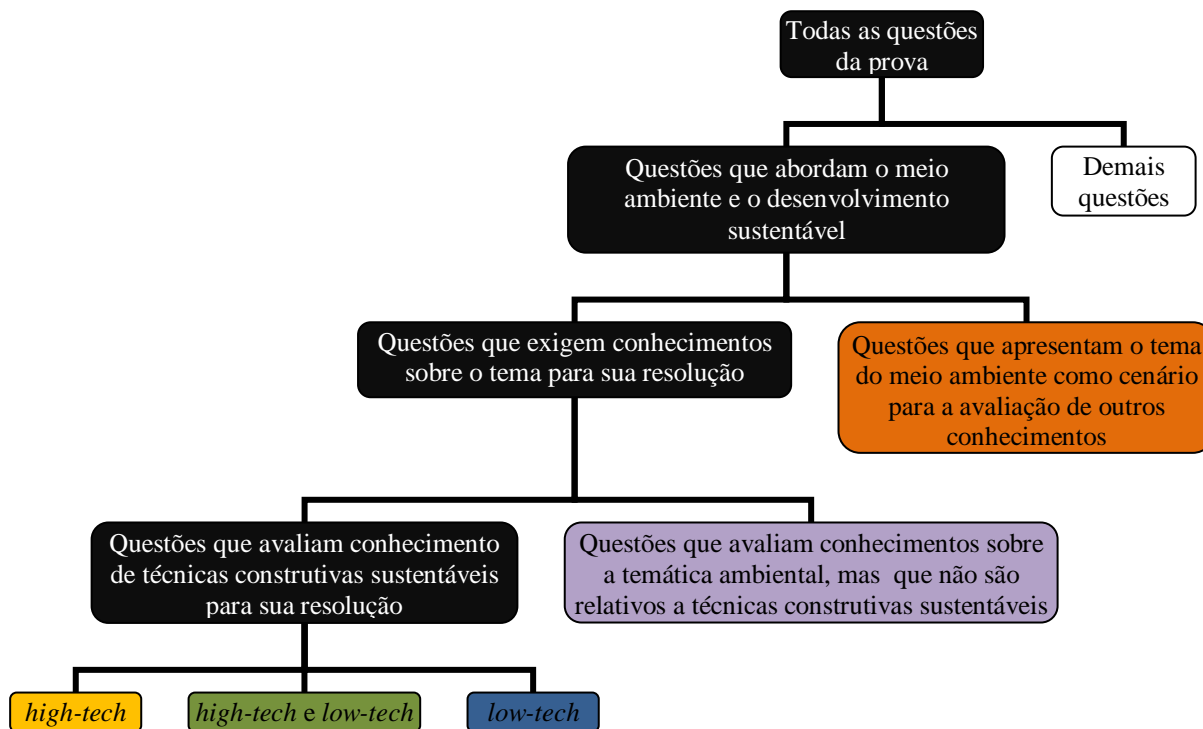 Todas as questões
da prova
Questões que abordam o meio
ambiente e o desenvolvimento
sustentável
Demais
questões
Questões que exigem conhecimentos
sobre o tema para sua resolução
Questões que apresentam o tema
do meio ambiente como cenário
para a avaliação de outros
conhecimentos
Questões que avaliam conhecimento
de técnicas construtivas sustentáveis
para sua resolução
Questões que avaliam conhecimentos sobre
a temática ambiental, mas que não são
relativos a técnicas construtivas sustentáveis
high-tech
high-tech e low-tech
low-tech